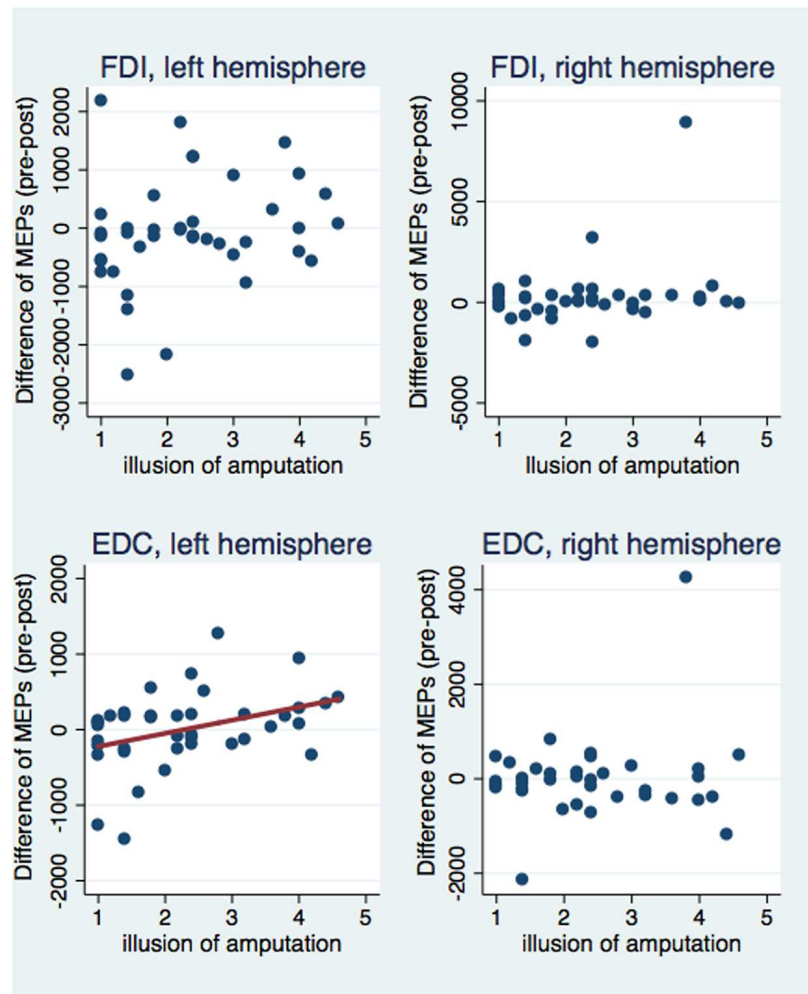 FDI, left hemisphere
Difference of MEPs (pre-post)
2000
1000
0
-1000
-2000
-3000
1 2 3 4 5
illusion of amputation
FDI, right hemisphere
Difference of MEPs (pre-post)
10000
5000
0
-5000
1 2 3 4 5
llusion of amputation
EDC, left hemisphere
Difference of MEPs (pre-post)
2000
1000
0
-1000
-2000
1 2 3 4 5
illusion of amputation
EDC, right hemisphere
Difference of MEPs (pre-post)
4000
2000
0
-2000
1 2 3 4 5
illusion of amputation